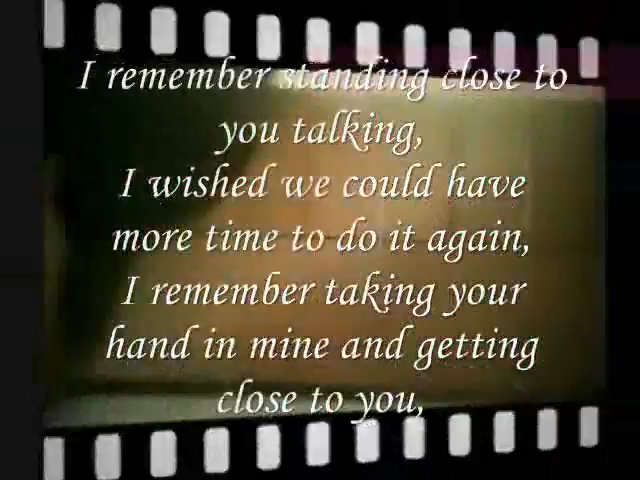 I remember standing close to
you talking,
I wished we could have
more time to do it again,
I remember taking your
hand in mine and getting
close to you,